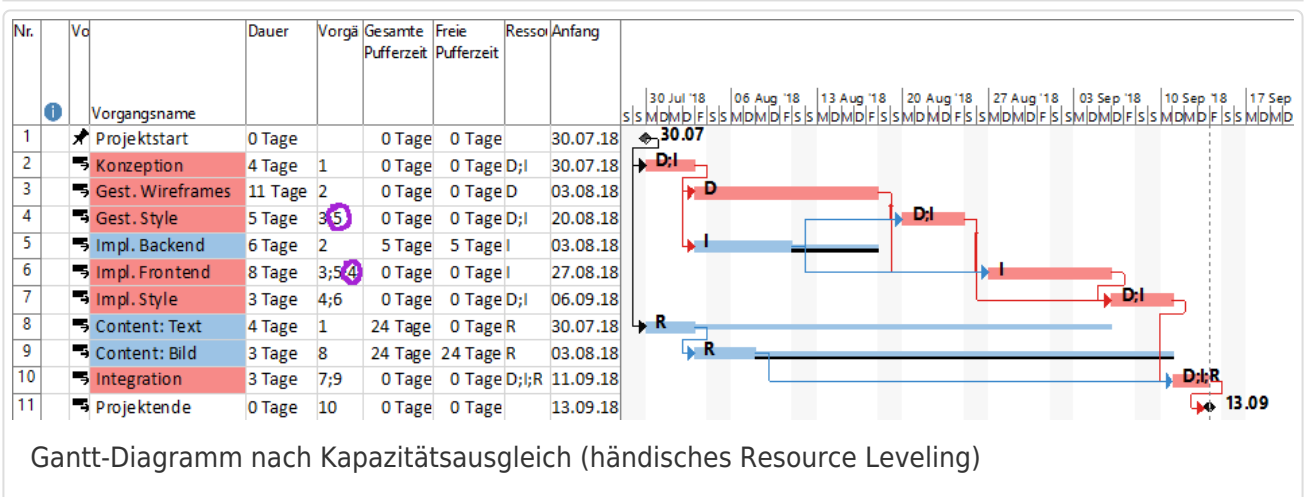 Nr. Vo Dauer Vorgä Gesamte Freie Ressou Anfang
Pufferzeit Pufferzeit
30 Jul '18 06 Aug '18 13 Aug '18 20 Aug '18 27 Aug '18 03 Sep '18 10 Sep '18 17 Sep
i Vorgangsname S S M D M D F S S M D M D F S S M D M D F S S M D M D F S S M D M D F S S M D M D F S S M D M D F S S M D M D
1 Projektstart 0 Tage 0 Tage 0 Tage 30.07.18 30.07
2 Konzeption 4 Tage 1 0 Tage 0 Tage D;I 30.07.18 D;I
3 Gest. Wireframes 11 Tage 2 0 Tage 0 Tage D 03.08.18 D
4 Gest. Style 5 Tage 3;5 0 Tage 0 Tage D;I 20.08.18 D;I
5 Impl. Backend 6 Tage 2 5 Tage 5 Tage I 03.08.18 I
6 Impl. Frontend 8 Tage 3;5;4 0 Tage 0 Tage I 27.08.18 I
7 Impl. Style 3 Tage 4;6 0 Tage 0 Tage D;I 06.09.18 D;I
8 Content: Text 4 Tage 1 24 Tage 0 Tage R 30.07.18 R
9 Content: Bild 3 Tage 8 24 Tage 24 Tage R 03.08.18 R
10 Integration 3 Tage 7;9 0 Tage 0 Tage D;I;R 11.09.18 D;I;R
11 Projektende 0 Tage 10 0 Tage 0 Tage 13.09.18 13.09
Gantt-Diagramm nach Kapazitätsausgleich (händisches Resource Leveling)